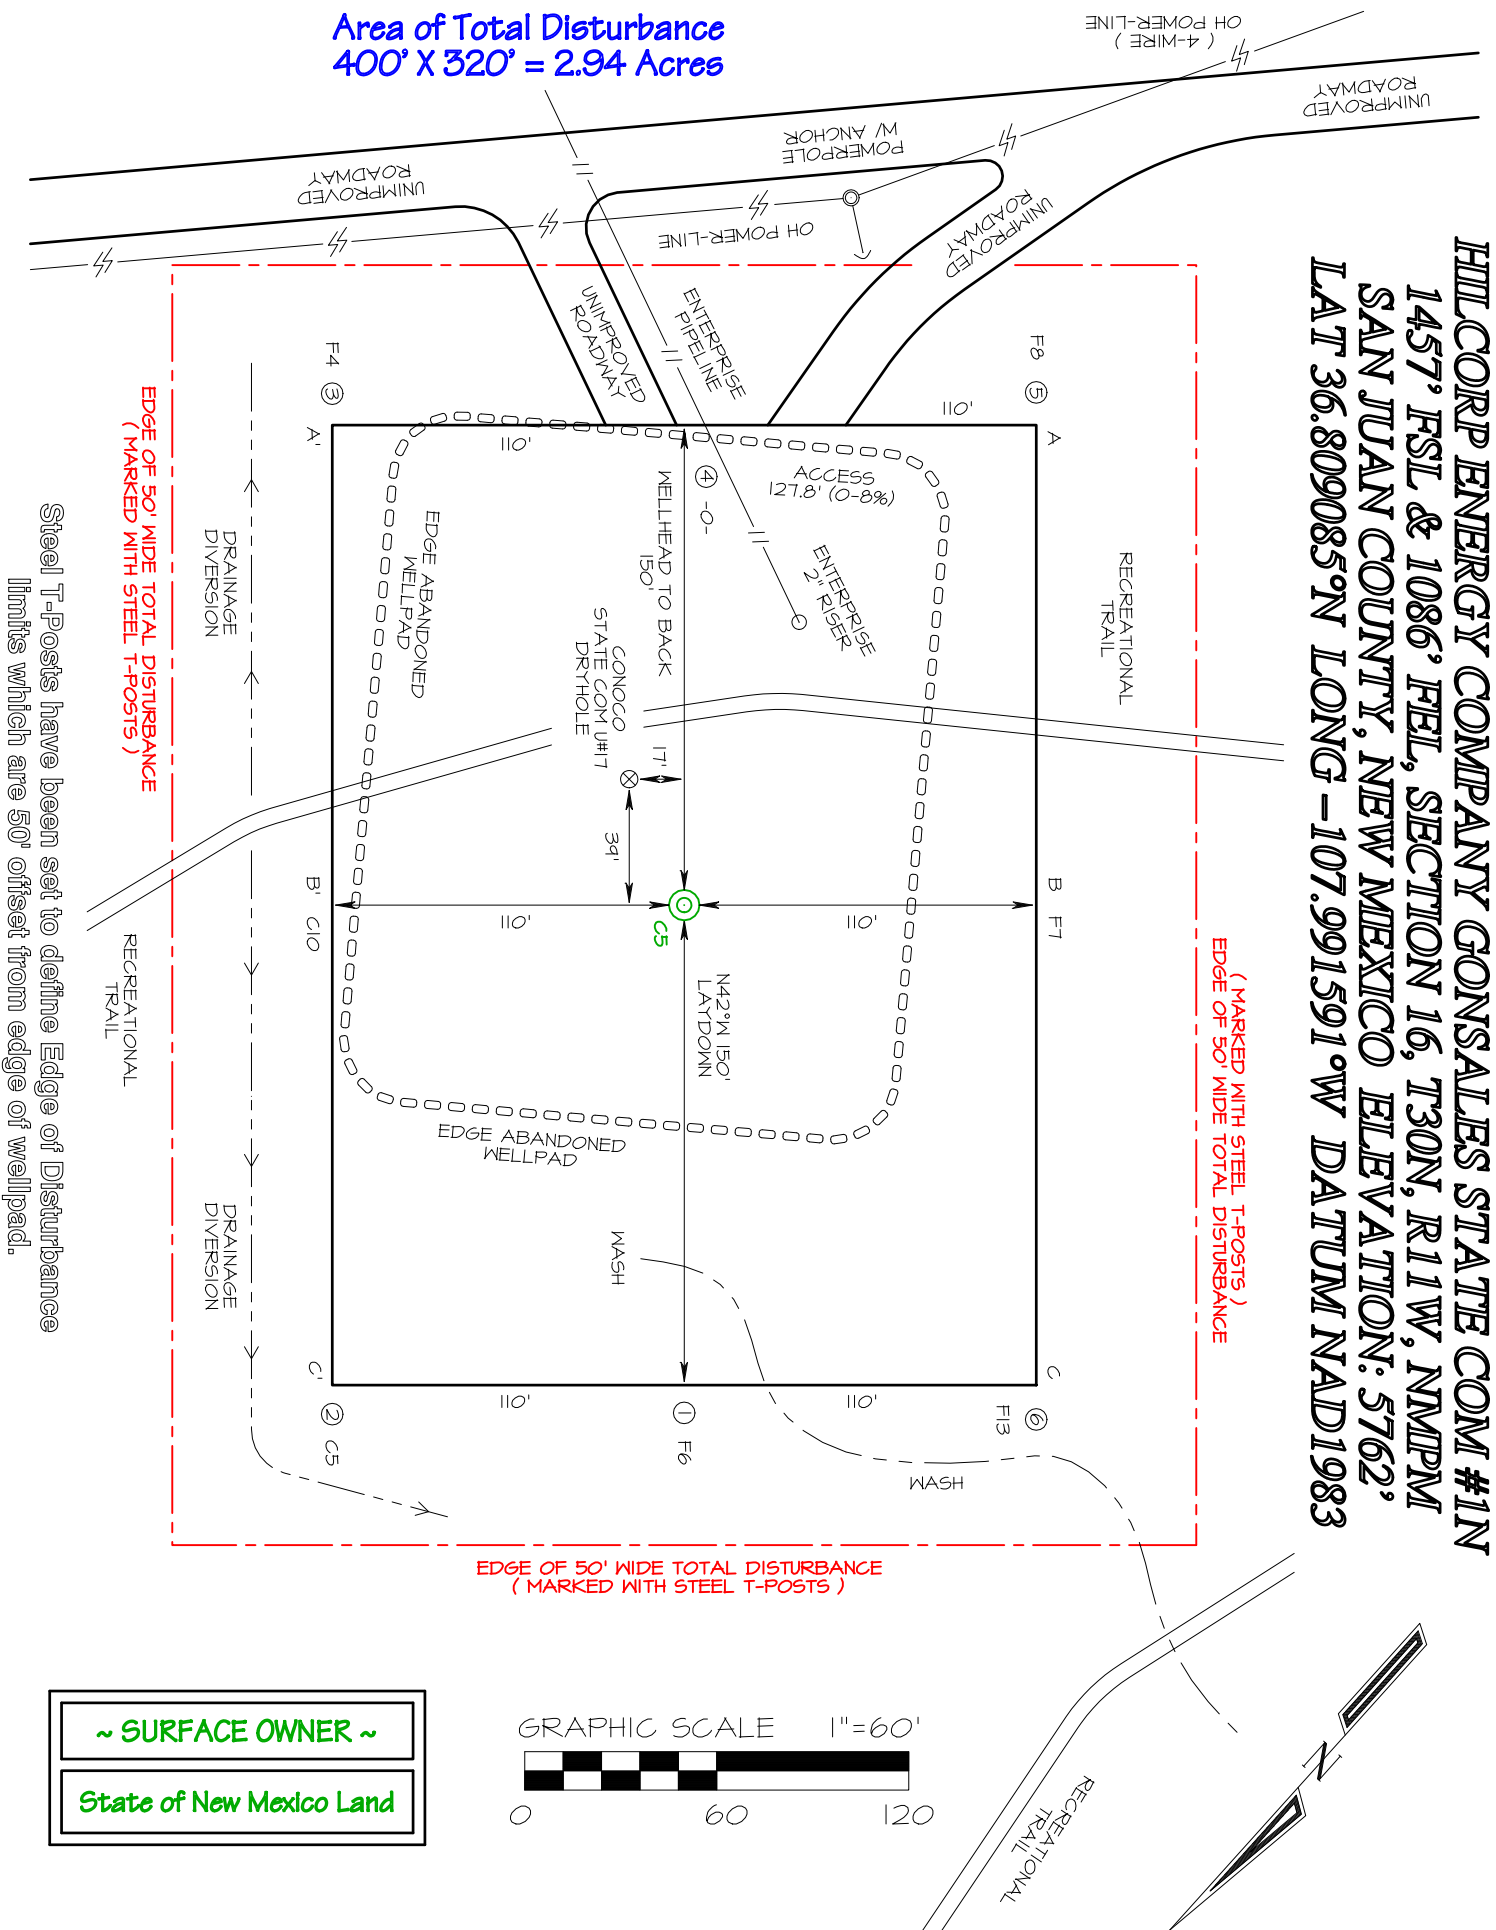 HILCORP ENERGY COMPANY GONSALES STATE COM #1N
1457' FSL & 1086' FEL, SECTION 16, T30N, R11W, NMPM
SAN JUAN COUNTY, NEW MEXICO ELEVATION: 5762'
LAT 36.809085°N LONG -107.991591°W DATUM NAD1983
Area of Total Disturbance
400' X 320' = 2.94 Acres
OH POWER-LINE
( 4-WIRE )
UNIMPROVED
ROADWAY
UNIMPROVED
ROADWAY
POWERPOLE
W/ ANCHOR
OH POWER-LINE
UNIMPROVED
ROADWAY
UNIMPROVED
ROADWAY
ENTERPRISE
PIPELINE
F4 3
A'
F8 5
A
110'
110'
4 -0-
ACCESS
127.8' (0-8%)
WELLHEAD TO BACK
150'
ENTERPRISE
2" RISER
EDGE ABANDONED
WELLPAD
CONOCO
STATE COM U#17
DRYHOLE
17'
39'
RECREATIONAL
TRAIL
DRAINAGE
DIVERSION
EDGE OF 50' WIDE TOTAL DISTURBANCE
( MARKED WITH STEEL T-POSTS )
B' C10
110'
C5
110'
B F7
N42°W 150'
LAYDOWN
EDGE ABANDONED
WELLPAD
RECREATIONAL
TRAIL
( MARKED WITH STEEL T-POSTS )
EDGE OF 50' WIDE TOTAL DISTURBANCE
DRAINAGE
DIVERSION
WASH
C'
2 C5
110'
1 F6
110'
C
6
F13
WASH
EDGE OF 50' WIDE TOTAL DISTURBANCE
( MARKED WITH STEEL T-POSTS )
Steel T-Posts have been set to define Edge of Disturbance
limits which are 50' offset from edge of wellpad.
~ SURFACE OWNER ~
State of New Mexico Land
GRAPHIC SCALE 1"=60'
0 60 120
RECREATIONAL
TRAIL
N